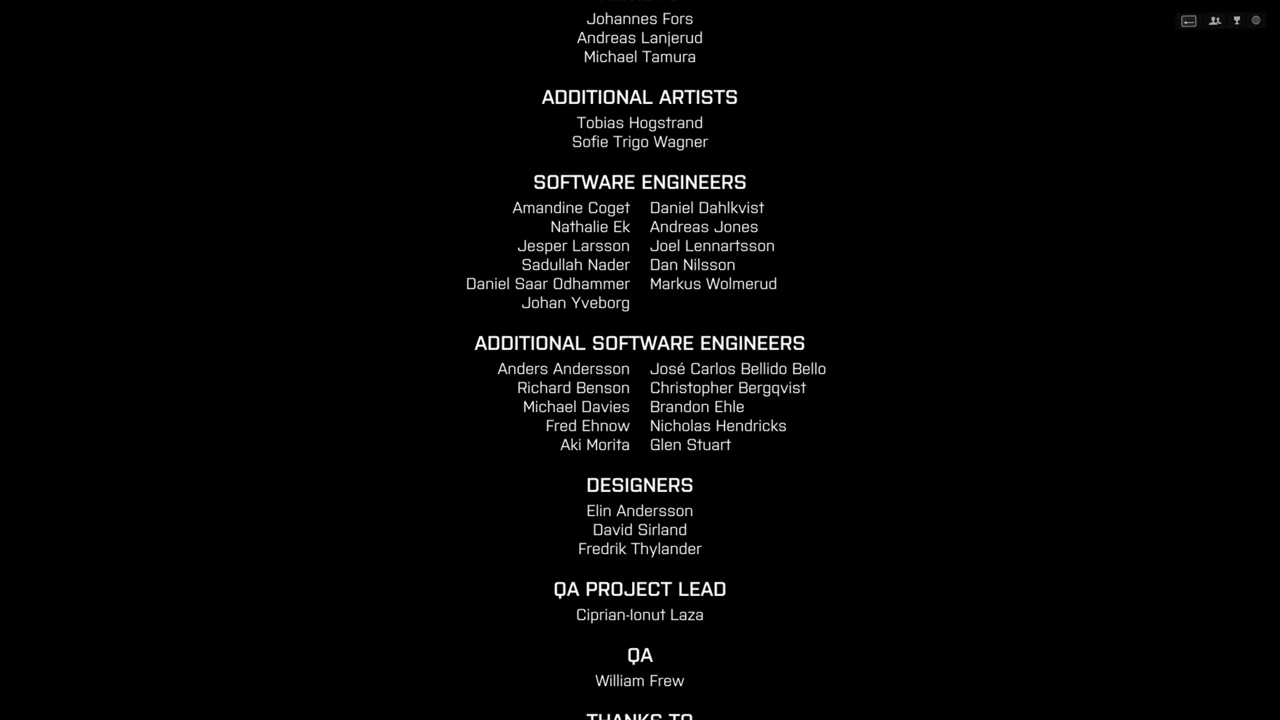 Johannes Fors
Andreas Lanjerud
Michael Tamura
ADDITIONAL ARTISTS
Tobias Hogstrand
Sofie Trigo Wagner
SOFTWARE ENGINEERS
Amandine Coget Daniel Dahlkvist
Nathalie Ek Andreas Jones
Jesper Larsson Joel Lennartsson
Sadullah Nader Dan Nilsson
Daniel Saar Odhammer Markus Wolmerud
Johan Yveborg
ADDITIONAL SOFTWARE ENGINEERS
Anders Andersson José Carlos Bellido Bello
Richard Benson Christopher Bergqvist
Michael Davies Brandon Ehle
Fred Ehnow Nicholas Hendricks
Aki Morita Glen Stuart
DESIGNERS
Elin Andersson
David Sirland
Fredrik Thylander
QA PROJECT LEAD
Ciprian-Ionut Laza
QA
William Frew
THANKS TO